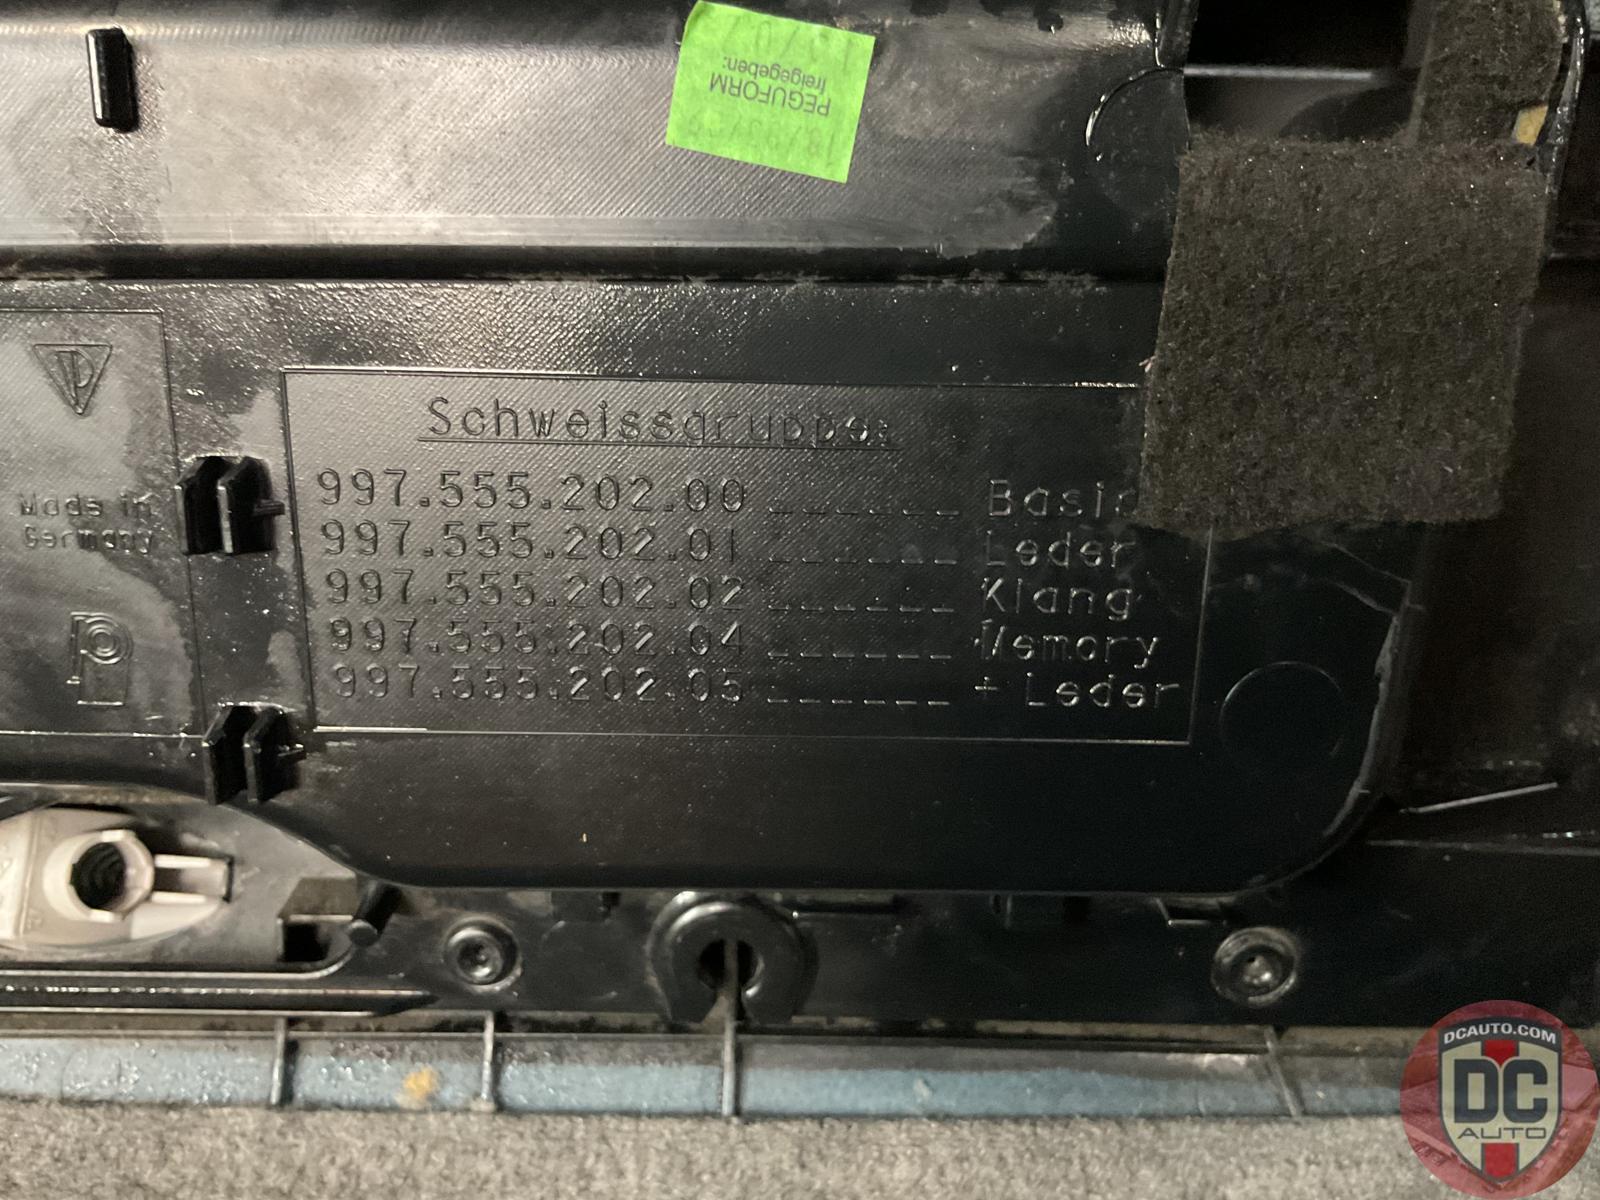 PEGUFORM
freigegeben:
Made in
Germany
Schweissgruppe:
997.555.202.00 ______ Basic
997.555.202.01 ______ Leder
997.555.202.02 ______ Klang
997.555.202.04 ______ Memory
997.555.202.05 ______ + Leder
DCAUTO.COM
DC
AUTO